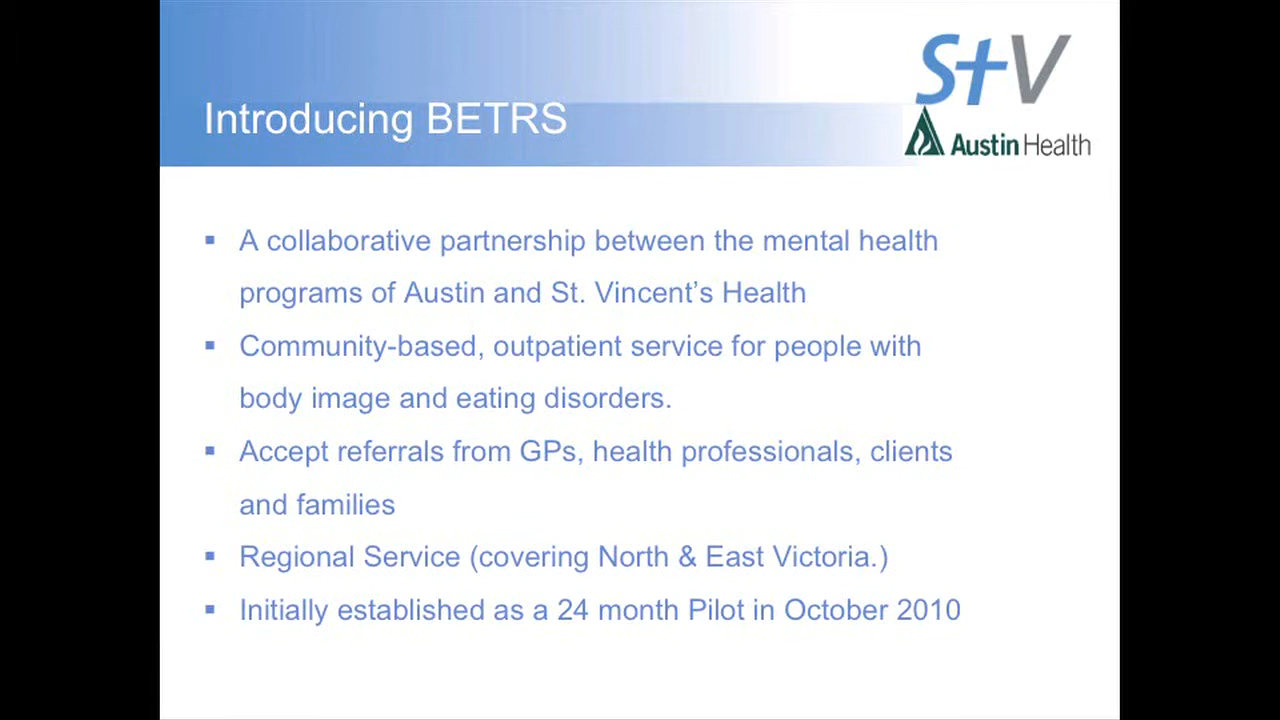 StV
Austin Health
Introducing BETRS
▪ A collaborative partnership between the mental health
programs of Austin and St. Vincent’s Health
▪ Community-based, outpatient service for people with
body image and eating disorders.
▪ Accept referrals from GPs, health professionals, clients
and families
▪ Regional Service (covering North & East Victoria.)
▪ Initially established as a 24 month Pilot in October 2010